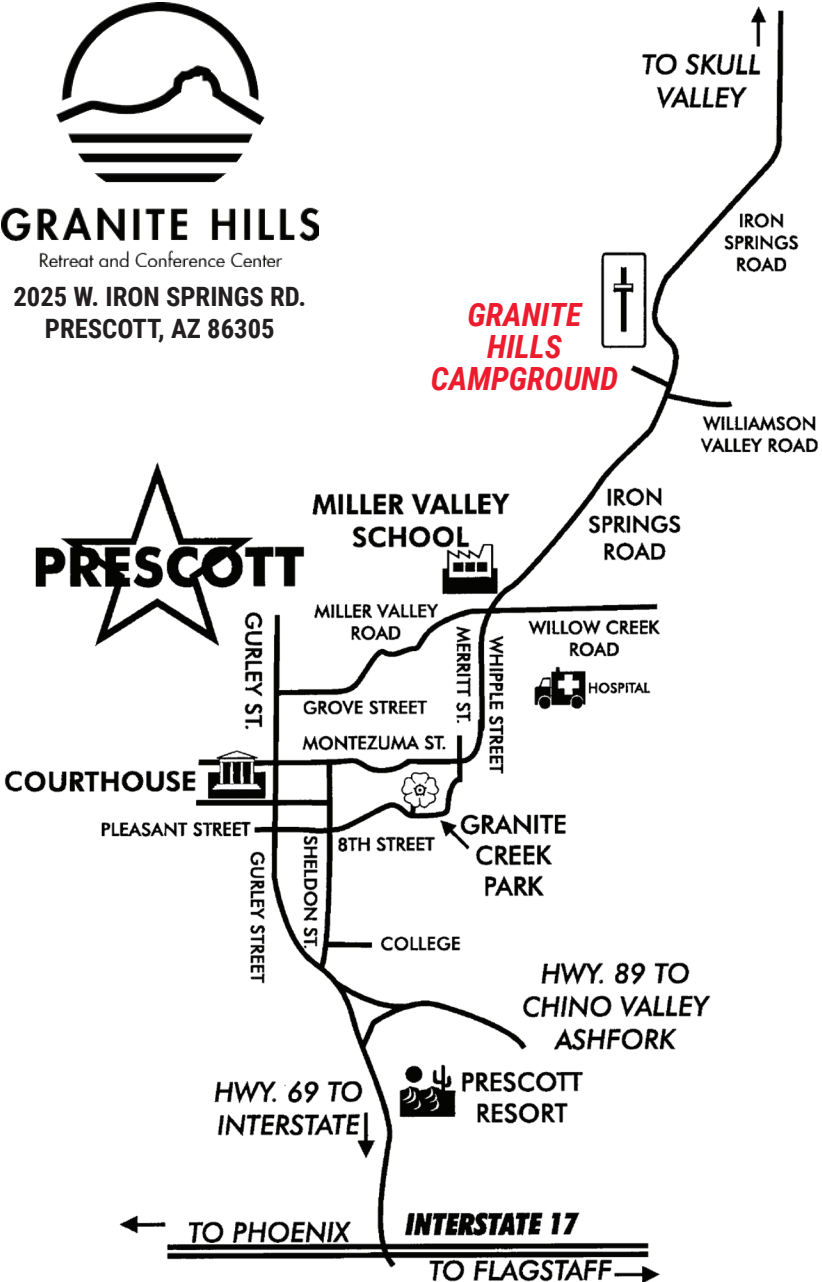 TO SKULL
VALLEY
GRANITE HILLS
Retreat and Conference Center
2025 W. IRON SPRINGS RD.
PRESCOTT, AZ 86305
IRON
SPRINGS
ROAD
GRANITE
HILLS
CAMPGROUND
WILLIAMSON
VALLEY ROAD
MILLER VALLEY
SCHOOL
IRON
SPRINGS
ROAD
PRESCOTT
MILLER VALLEY
ROAD
WILLOW CREEK
ROAD
GURLEY ST.
MERRITT ST.
WHIPPLE STREET
HOSPITAL
GROVE STREET
MONTEZUMA ST.
COURTHOUSE
PLEASANT STREET
8TH STREET
GRANITE
CREEK
PARK
GURLEY STREET
SHELDON ST.
COLLEGE
HWY. 89 TO
CHINO VALLEY
ASHFORK
HWY. 69 TO
INTERSTATE
PRESCOTT
RESORT
TO PHOENIX
INTERSTATE 17
TO FLAGSTAFF